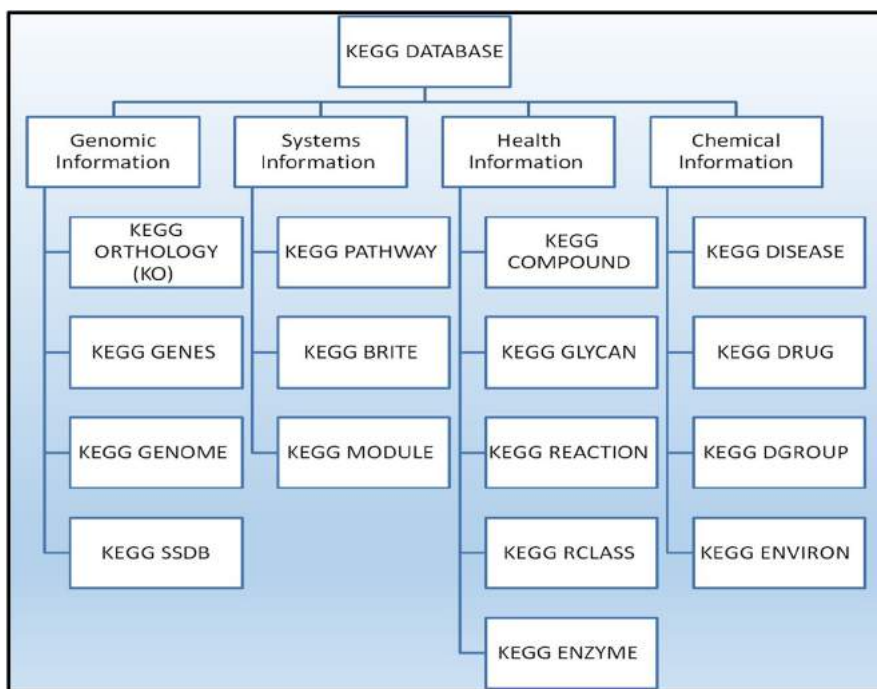 KEGG DATABASE
Genomic
Information
Systems
Information
Health
Information
Chemical
Information
KEGG
ORTHOLOGY
(KO)
KEGG PATHWAY
KEGG
COMPOUND
KEGG DISEASE
KEGG GENES
KEGG BRITE
KEGG GLYCAN
KEGG DRUG
KEGG GENOME
KEGG MODULE
KEGG REACTION
KEGG DGROUP
KEGG SSDB
KEGG RCLASS
KEGG ENVIRON
KEGG ENZYME